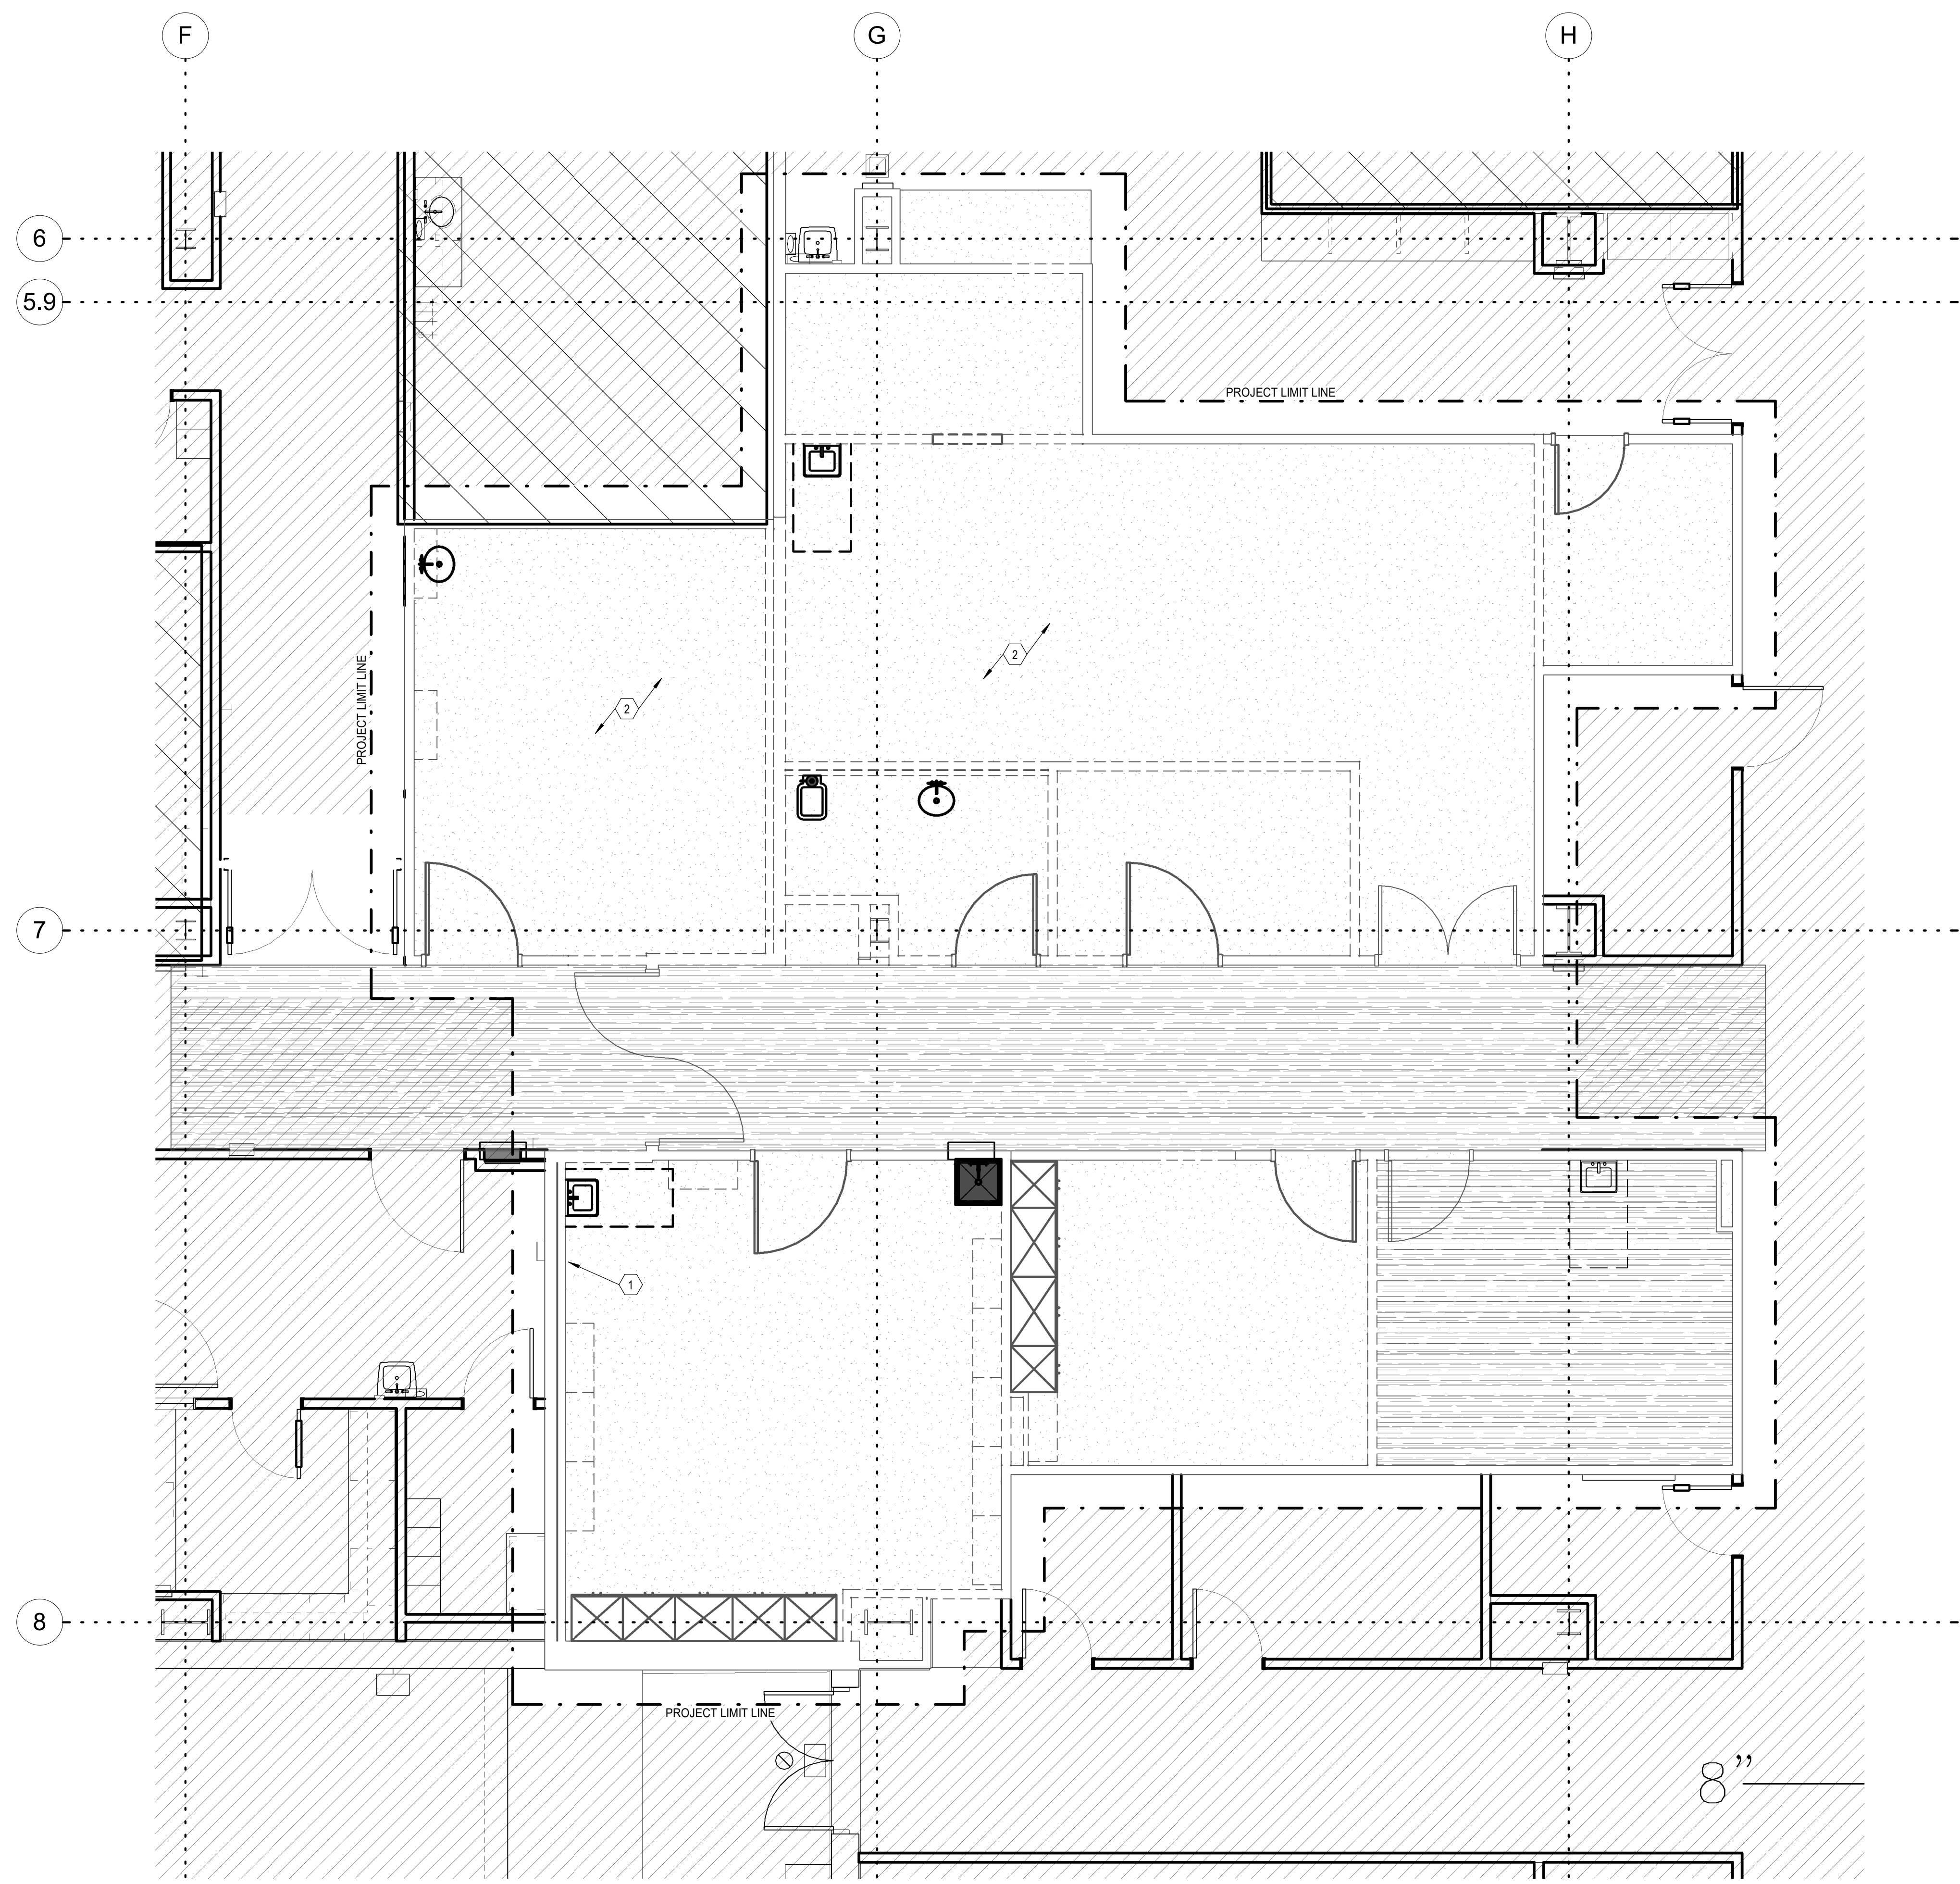 F
G
H
6
5.9
PROJECT LIMIT LINE
2
PROJECT LIMIT LINE
2
7
1
8
PROJECT LIMIT LINE
8”